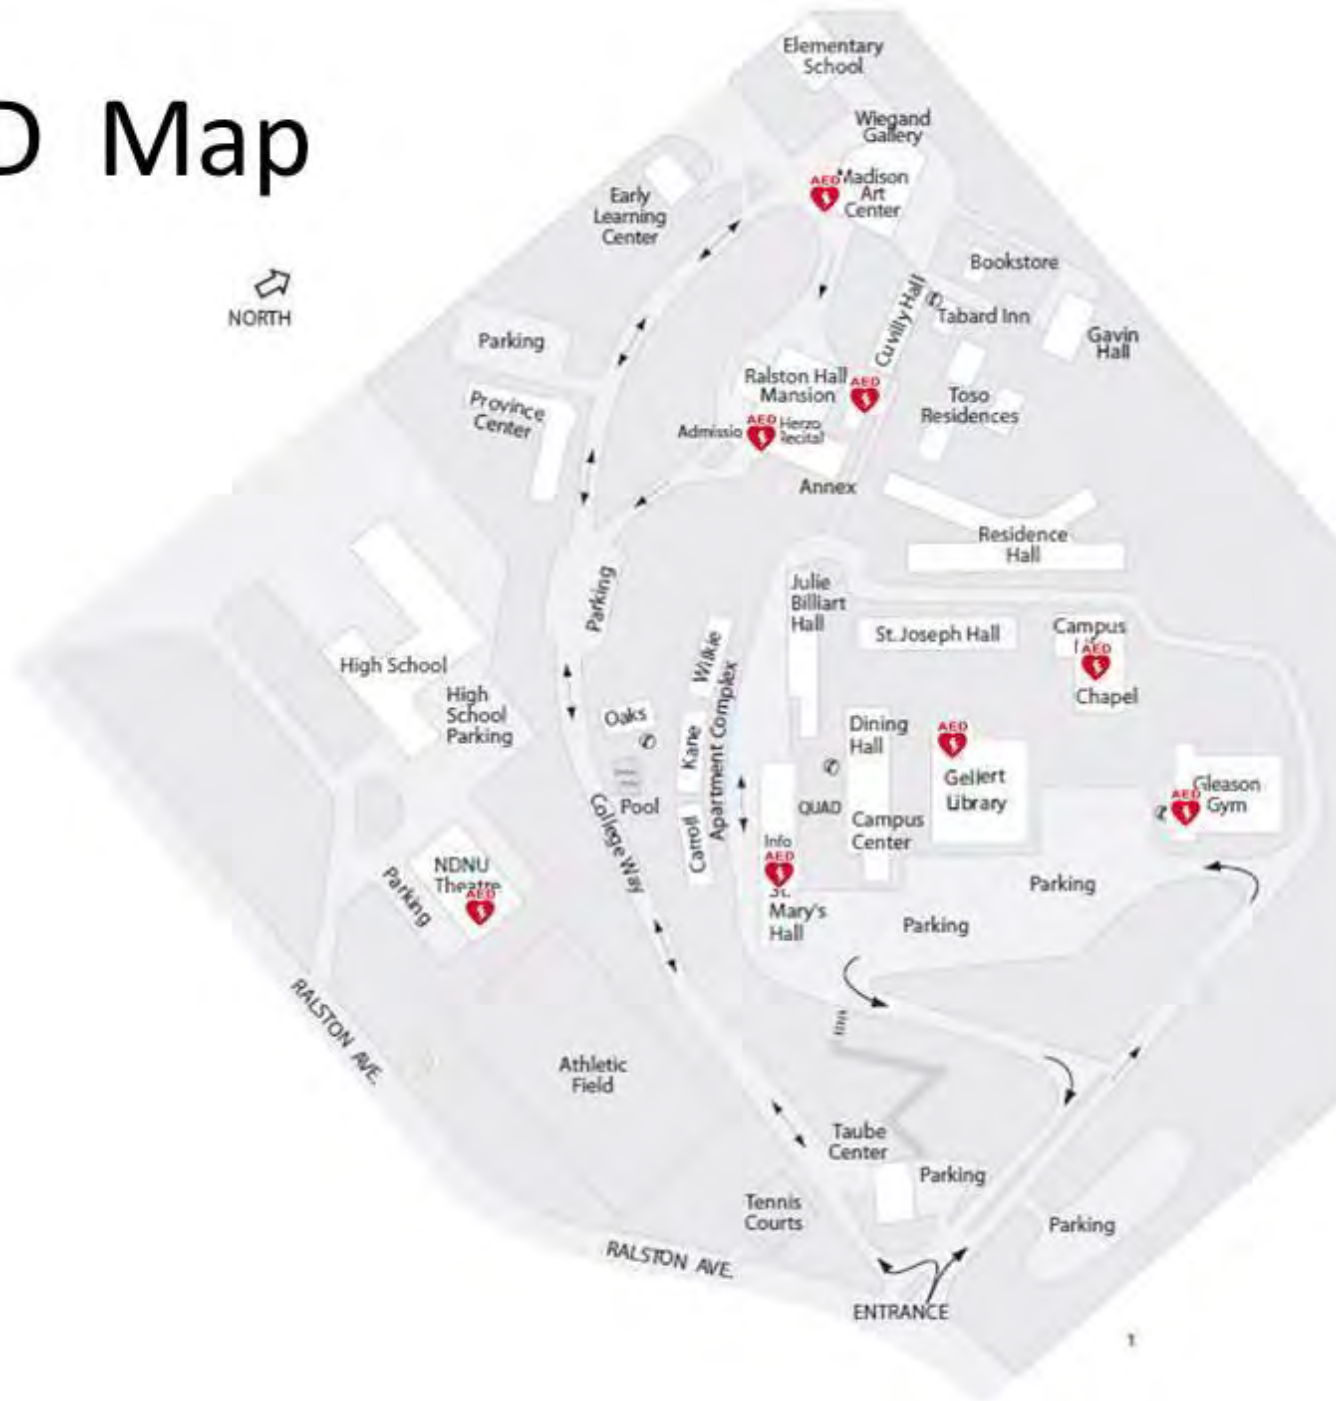 D Map
Elementary
School
Wiegand
Gallery
AED
Madison
Art
Center
Early
Learning
Center
NORTH
Bookstore
Cuvilly Hall
Tabard Inn
Gavin
Hall
Parking
Ralston Hall
Mansion
AED
Toso
Residences
Province
Center
Admissio
AED
Herzo
Recital
Annex
Residence
Hall
Parking
Julie
Billiart
Hall
St. Joseph Hall
Campus
AED
Chapel
High School
High
School
Parking
Wilkie
Kane
Carroll
Apartment Complex
Oaks
Pool
College Way
Dining
Hall
AED
Gellert
Library
QUAD
Campus
Center
AED
Gleason
Gym
Info
AED
St.
Mary's
Hall
Parking
Parking
NDNU
Theatre
AED
Parking
RALSTON AVE.
Athletic
Field
Taube
Center
Parking
Tennis
Courts
Parking
RALSTON AVE.
ENTRANCE
1